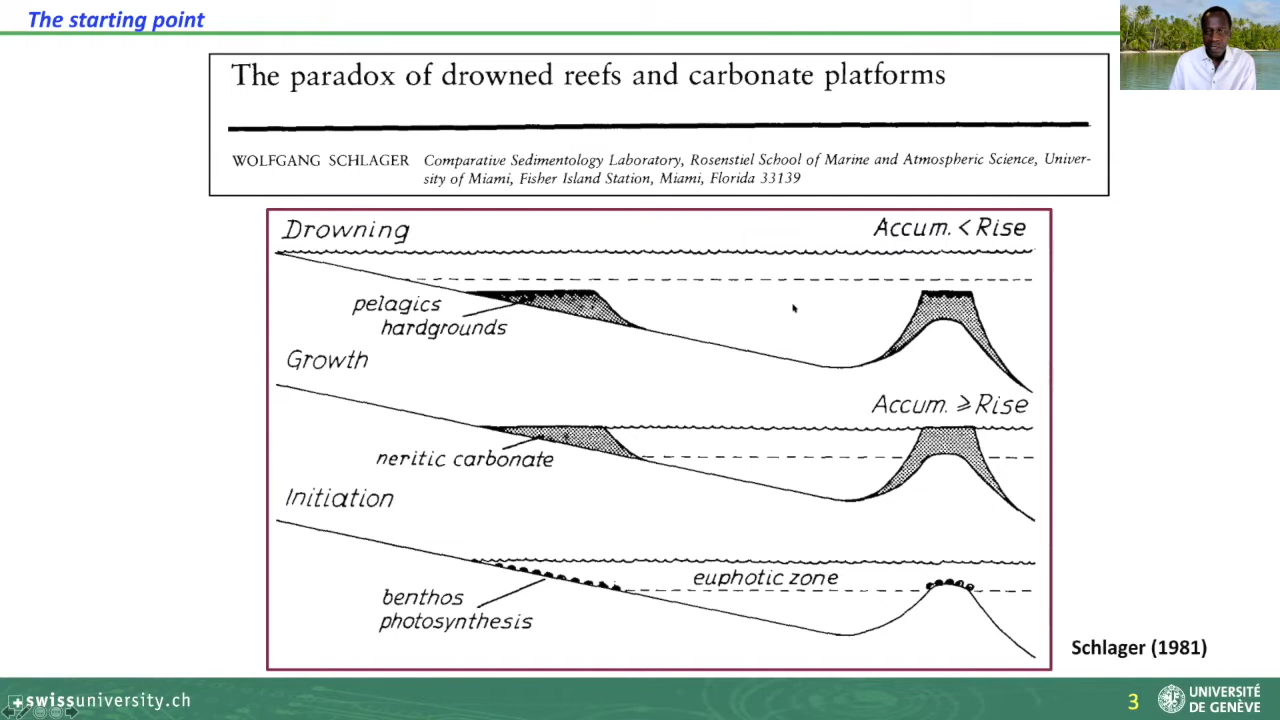 The starting point
The paradox of drowned reefs and carbonate platforms
WOLFGANG SCHLAGER Comparative Sedimentology Laboratory, Rosenstiel School of Marine and Atmospheric Science, Univer-
sity of Miami, Fisher Island Station, Miami, Florida 33139
Drowning
Accum. < Rise
pelagics
hardgrounds
Growth
Accum. ⩾ Rise
neritic carbonate
Initiation
euphotic zone
benthos
photosynthesis
Schlager (1981)
swissuniversity.ch
3
UNIVERSITÉ
DE GENÈVE